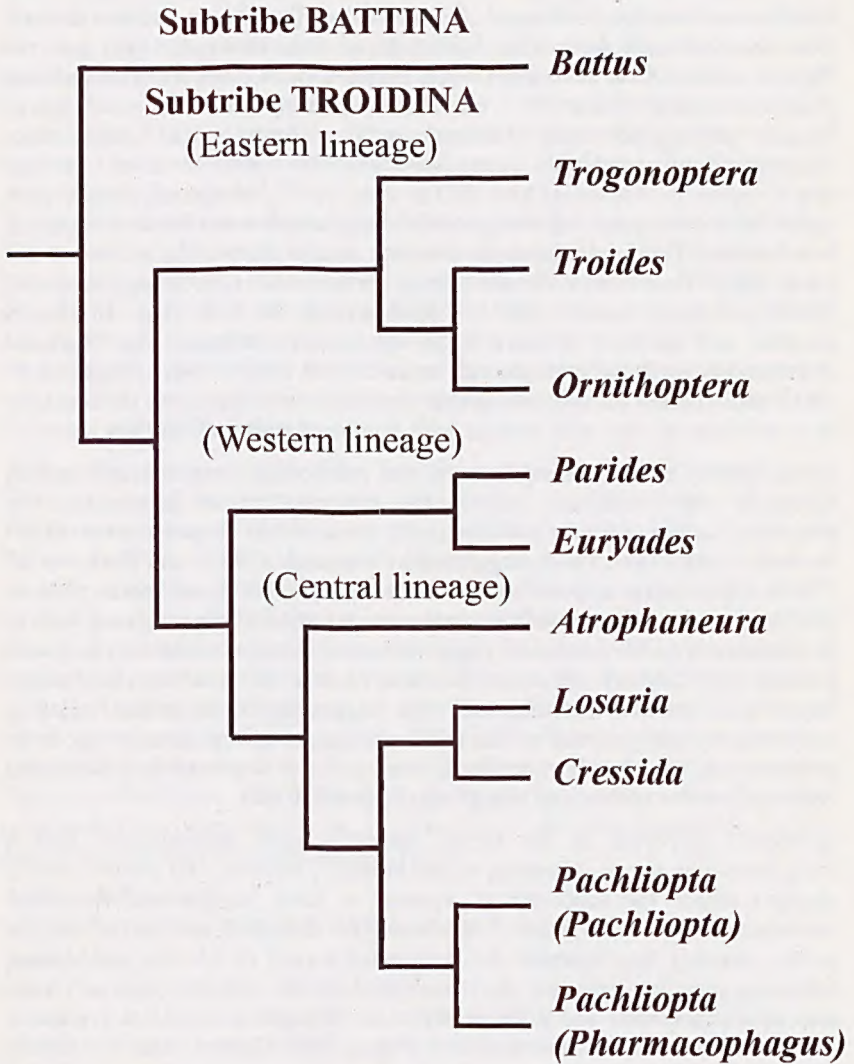 Subtribe BATTINA
Battus
Subtribe TROIDINA
(Eastern lineage)
Trogonoptera
Troides
Ornithoptera
(Western lineage)
Parides
Euryades
(Central lineage)
Atrophaneura
Losaria
Cressida
Pachliopta
(Pachliopta)
Pachliopta
(Pharmacophagus)